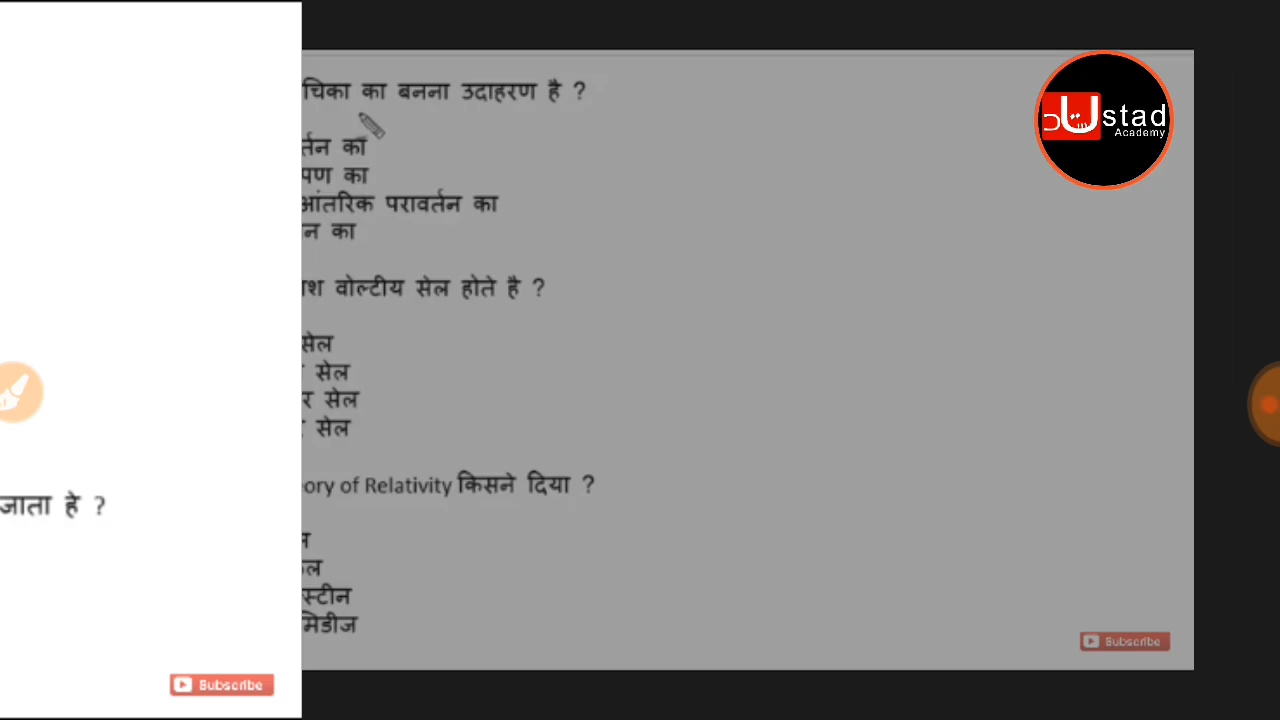 चिका का बनना उदाहरण है ?
र्तन का
पण का
आंतरिक परावर्तन का
न का
श वोल्टीय सेल होते है ?
सेल
सेल
र सेल
सेल
ory of Relativity किसने दिया ?
न
ल
स्टीन
मिडीज
जाता हे ?
Subscribe
Subscribe
Ustad
Academy